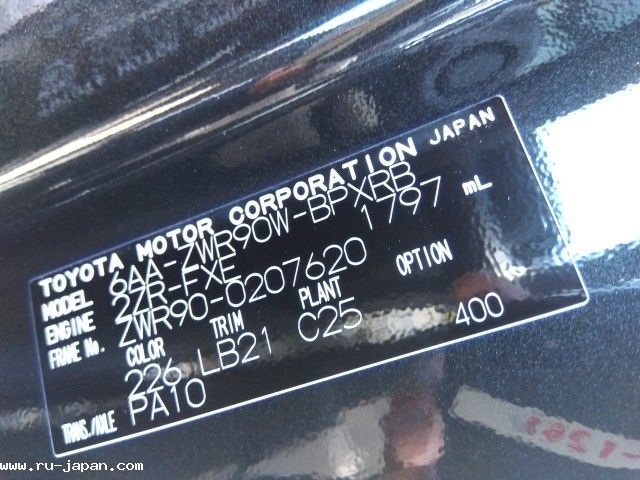 TOYOTA MOTOR CORPORATION JAPAN
MODEL 6AA-ZWR90W-BPXRB
ENGINE 2ZR-FXE 1797 mL
FRAME No. ZWR90-0207620
COLOR TRIM PLANT OPTION
226 LB21 C25 400
TRANS./AXLE PA10
www.ru-japan.com